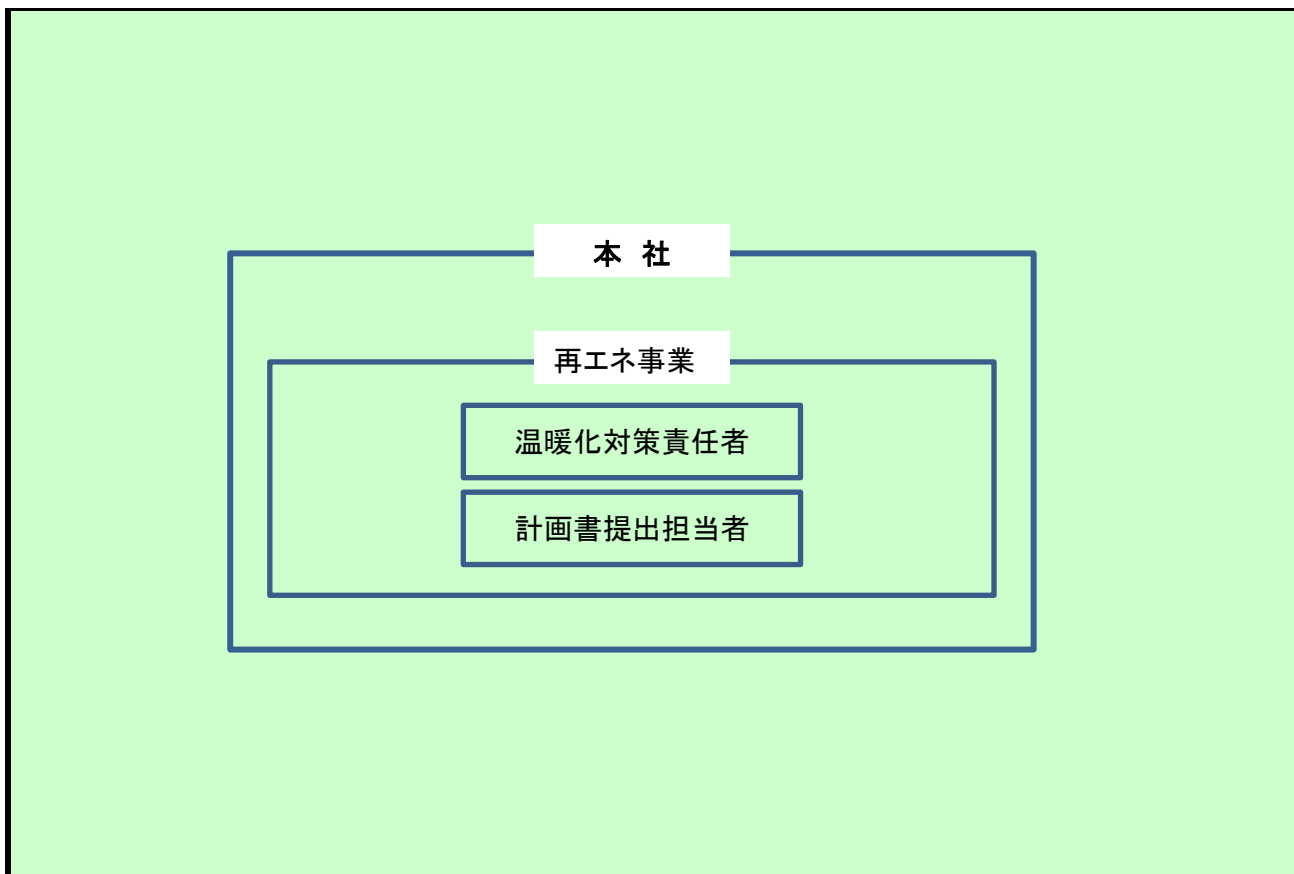 本 社
再エネ事業
温暖化対策責任者
計画書提出担当者